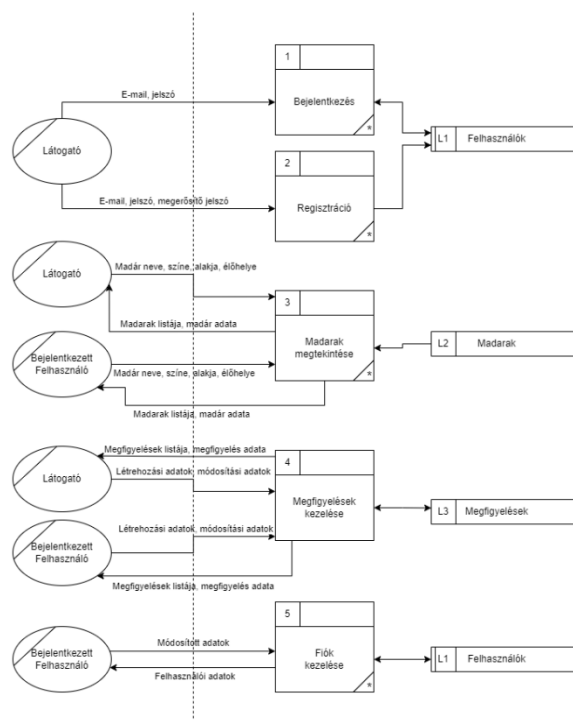 1
E-mail, jelszó
Bejelentkezés
*
Látogató
L1
Felhasználók
2
E-mail, jelszó, megerősítő jelszó
Regisztráció
*
Látogató
Madár neve, színe, alakja, élőhelye
3
Madarak listája, madár adata
Madarak
megtekintése
L2
Madarak
Bejelentkezett
Felhasználó
Madár neve, színe, alakja, élőhelye
*
Madarak listája, madár adata
Megfigyelések listája, megfigyelés adata
4
Látogató
Létrehozási adatok, módosítási adatok
Megfigyelések
kezelése
L3
Megfigyelések
Létrehozási adatok, módosítási adatok
Bejelentkezett
Felhasználó
Megfigyelések listája, megfigyelés adata
5
Módosított adatok
Bejelentkezett
Felhasználó
Fiók
kezelése
L1
Felhasználók
Felhasználói adatok
*